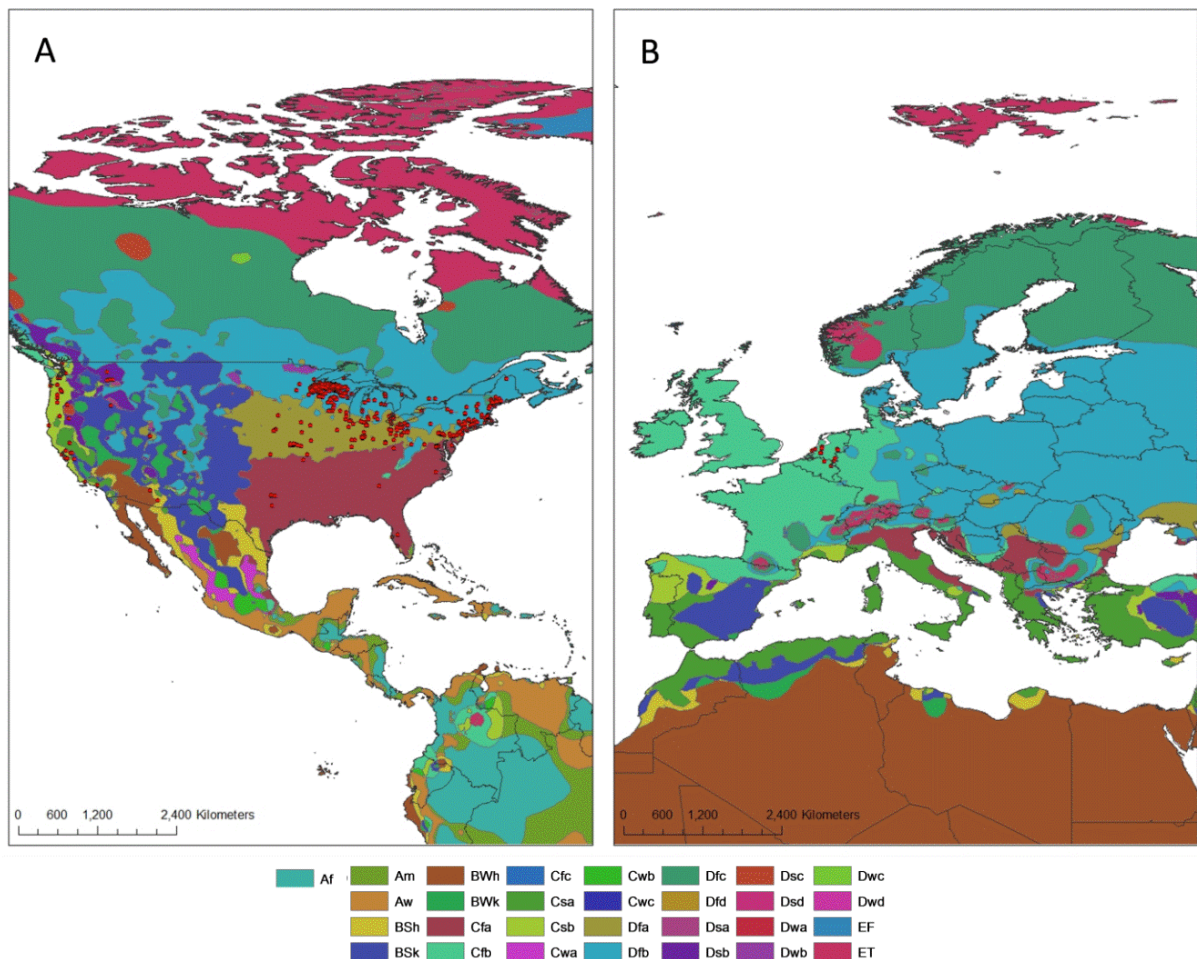 A
B
0 600 1,200 2,400 Kilometers
0 600 1,200 2,400 Kilometers
Af Am BWh Cfc Cwb Dfc Dsc Dwc
Aw BWk Csa Cwc Dfd Dsd Dwd
BSh Cfa Csb Dfa Dsa Dwa EF
BSk Cfb Cwa Dfb Dsb Dwb ET